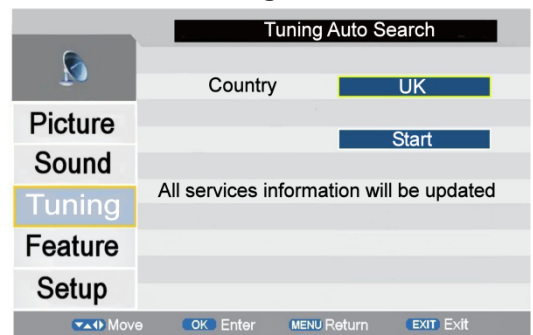 Tuning Auto Search
Country UK
Start
All services information will be updated
Picture
Sound
Tuning
Feature
Setup
Move OK Enter MENU Return EXIT Exit